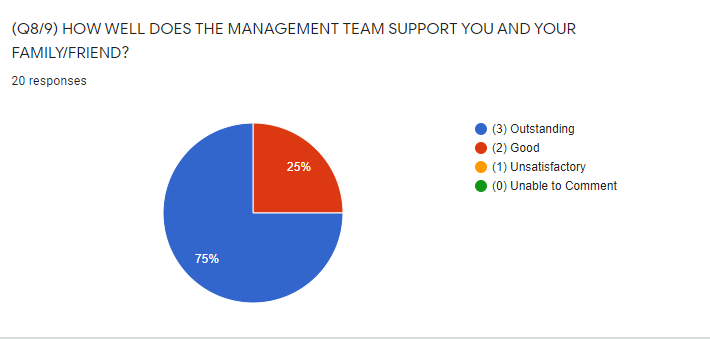 (Q8/9) HOW WELL DOES THE MANAGEMENT TEAM SUPPORT YOU AND YOUR
FAMILY/FRIEND?
20 responses
(3) Outstanding
(2) Good
(1) Unsatisfactory
(0) Unable to Comment
25%
75%